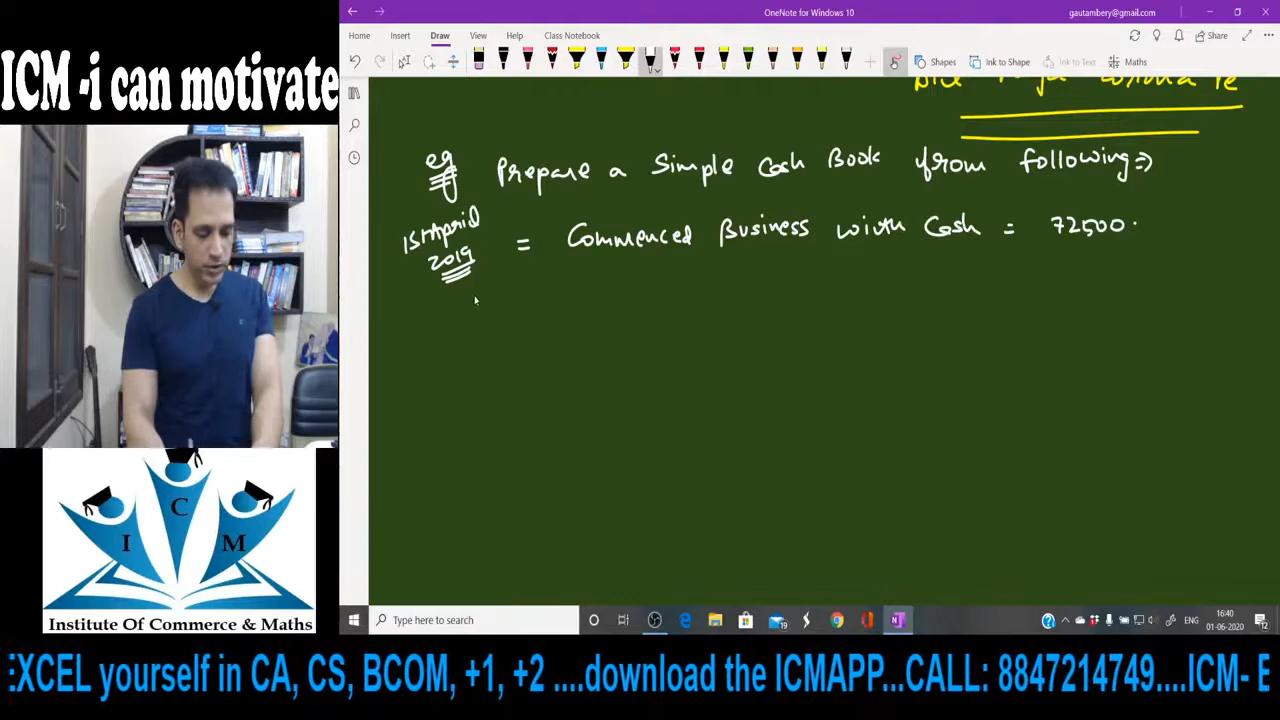 OneNote for Windows 10
gautambery@gmail.com
Home Insert Draw View Help Class Notebook
Share
Shapes Ink to Shape Ink to Text Maths
ICM -i can motivate
eg Prepare a Simple Cash Book from following ⇒
1st April 2019 = Commenced Business with Cash = 72500.
I C M
Institute Of Commerce & Maths
Type here to search
19
ENG
16:40
01-06-2020
12
EXCEL yourself in CA, CS, BCOM, +1, +2 ....download the ICMAPP...CALL: 8847214749....ICM- E